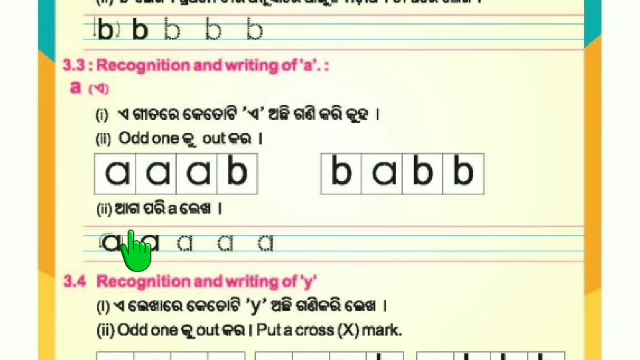 b b b b b
3.3 : Recognition and writing of 'a'. :
a (ଏ)
(i) ଏ ଗୀତରେ କେତୋଟି 'ଏ' ଅଛି ଗଣି କରି କୁହ ।
(ii) Odd one କୁ out କର ।
a a a b b a b b
(ii) ଆଗ ପରି a ଲେଖ ।
a a a a a
3.4 Recognition and writing of 'y'
(I) ଏ ଲେଖାରେ କେତୋଟି 'y' ଅଛି ଗଣିକରି ଲେଖ ।
(ii) Odd one କୁ out କର । Put a cross (X) mark.